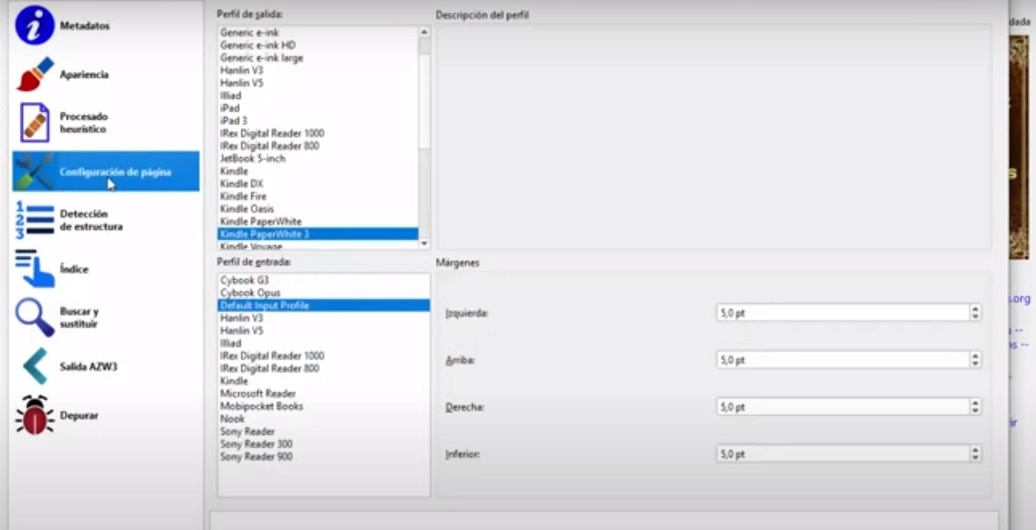 Metadatos
Apariencia
Procesado
heurístico
Configuración de página
Detección
de estructura
Índice
Buscar y
sustituir
Salida AZW3
Depurar
Perfil de salida:
Generic e-ink
Generic e-ink HD
Generic e-ink large
Hanlin V3
Hanlin V5
Illiad
iPad
iPad 3
IRex Digital Reader 1000
IRex Digital Reader 800
JetBook 5-inch
Kindle
Kindle DX
Kindle Fire
Kindle Oasis
Kindle PaperWhite
Kindle PaperWhite 3
Kindle Voyage
Perfil de entrada:
Cybook G3
Cybook Opus
Default Input Profile
Hanlin V3
Hanlin V5
Illiad
IRex Digital Reader 1000
IRex Digital Reader 800
Kindle
Microsoft Reader
Mobipocket Books
Nook
Sony Reader
Sony Reader 300
Sony Reader 900
Descripción del perfil
Márgenes
Izquierda: 5,0 pt
Arriba: 5,0 pt
Derecha: 5,0 pt
Inferior: 5,0 pt